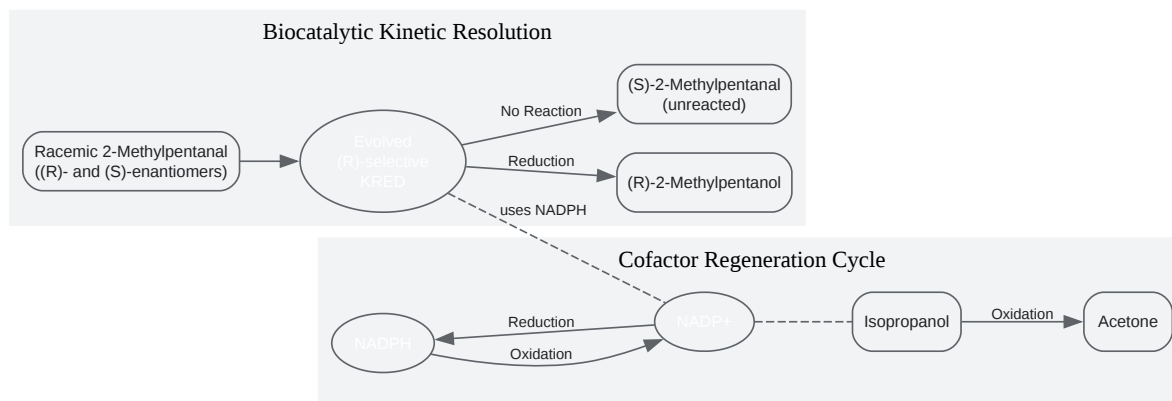 Biocatalytic Kinetic Resolution
Racemic 2-Methylpentanal
((R)- and (S)-enantiomers)
Evolved
(R)-selective
KRED
No Reaction
(S)-2-Methylpentanal
(unreacted)
Reduction
(R)-2-Methylpentanol
uses NADPH
Cofactor Regeneration Cycle
NADPH
Reduction
Oxidation
NADP+
Isopropanol
Oxidation
Acetone